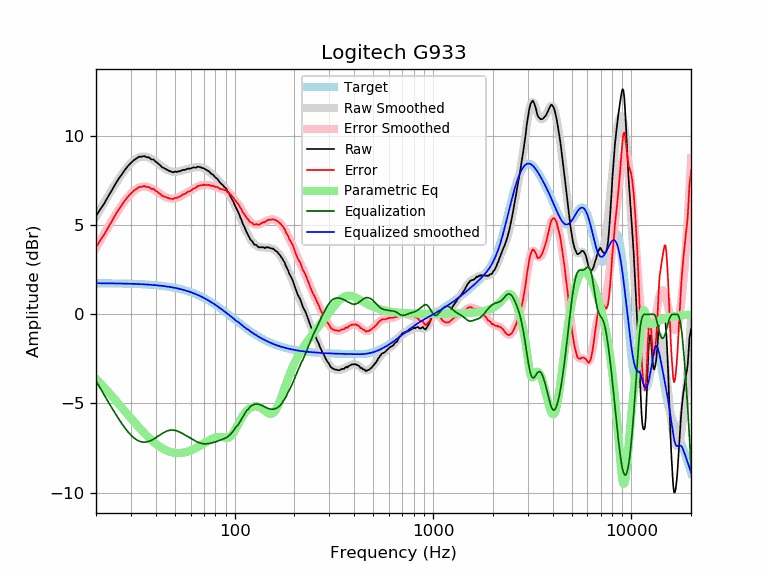 Logitech G933
Target
Raw Smoothed
Error Smoothed
Raw
Error
Parametric Eq
Equalization
Equalized smoothed
Amplitude (dBr)
10
5
0
−5
−10
100
1000
10000
Frequency (Hz)